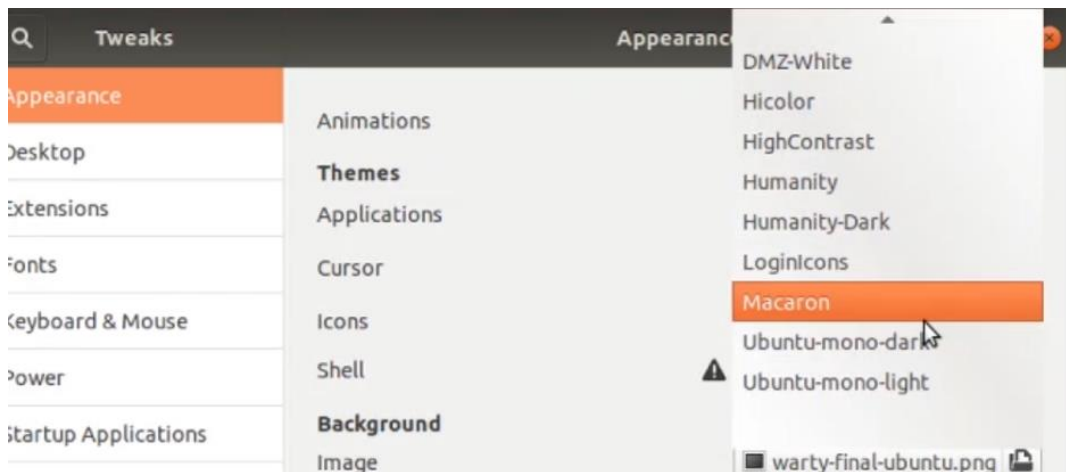 Tweaks
Appearanc
Appearance
Desktop
Extensions
Fonts
Keyboard & Mouse
Power
Startup Applications
Animations
Themes
Applications
Cursor
Icons
Shell
Background
Image
DMZ-White
Hicolor
HighContrast
Humanity
Humanity-Dark
LoginIcons
Macaron
Ubuntu-mono-dark
Ubuntu-mono-light
warty-final-ubuntu.png